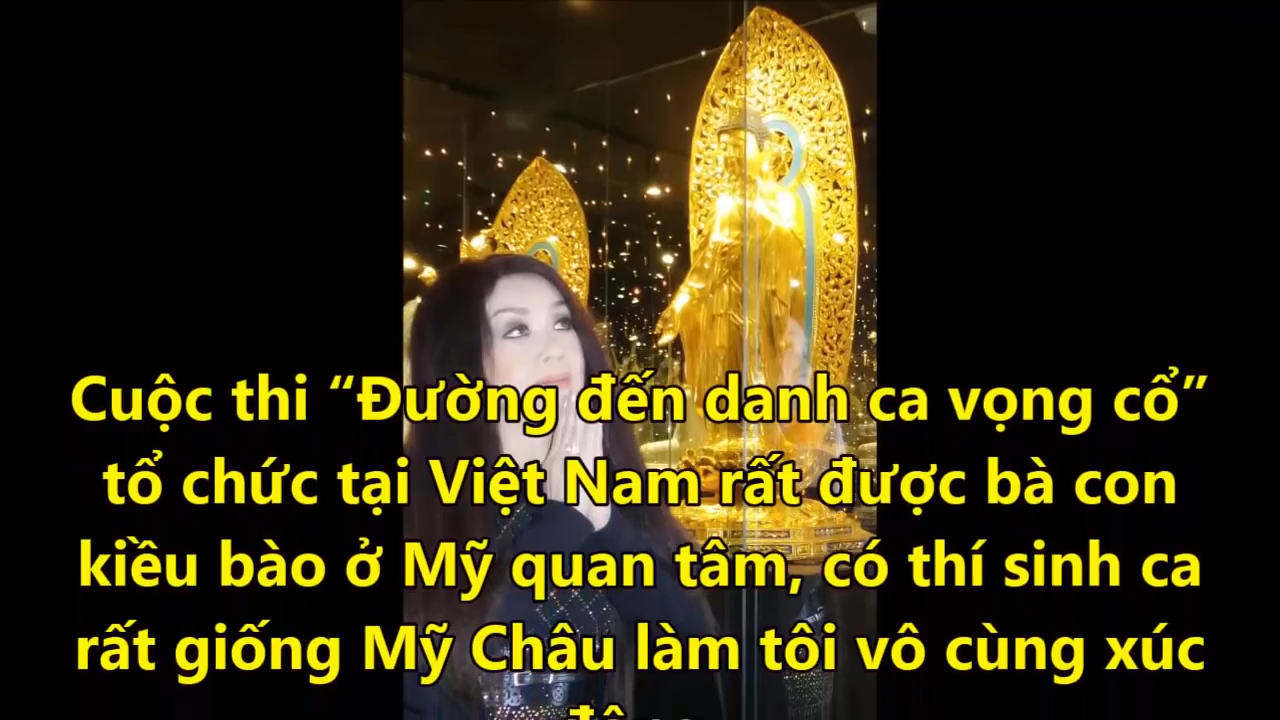 Cuộc thi “Đường đến danh ca vọng cổ”
tổ chức tại Việt Nam rất được bà con
kiều bào ở Mỹ quan tâm, có thí sinh ca
rất giống Mỹ Châu làm tôi vô cùng xúc